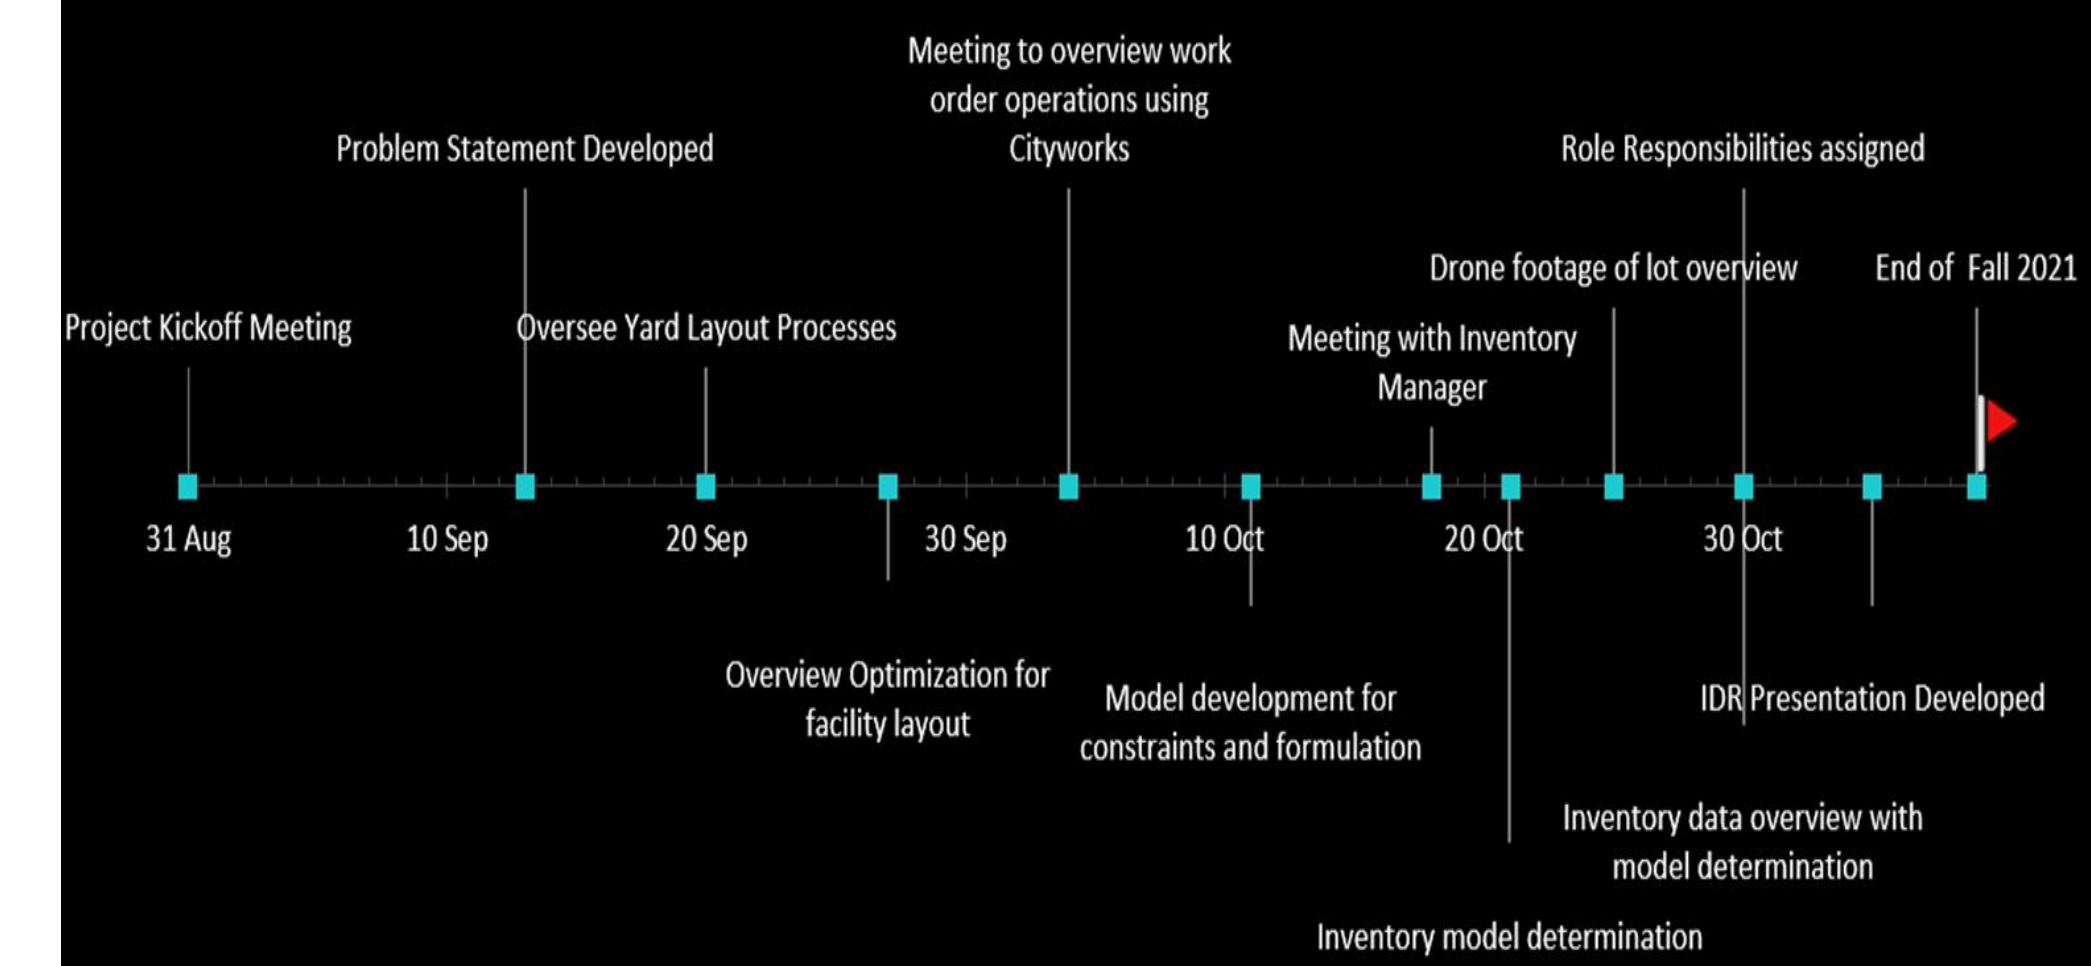 Meeting to overview work
order operations using
Cityworks
Problem Statement Developed
Role Responsibilities assigned
Drone footage of lot overview
End of  Fall 2021
Project Kickoff Meeting
Oversee Yard Layout Processes
Meeting with Inventory
Manager
31 Aug
10 Sep
20 Sep
30 Sep
10 Oct
20 Oct
30 Oct
Overview Optimization for
facility layout
Model development for
constraints and formulation
IDR Presentation Developed
Inventory data overview with
model determination
Inventory model determination